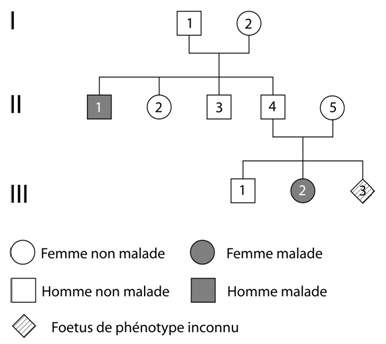 I
1 2
II
1 2 3 4 5
III
1 2 3
Femme non malade Femme malade
Homme non malade Homme malade
Foetus de phénotype inconnu